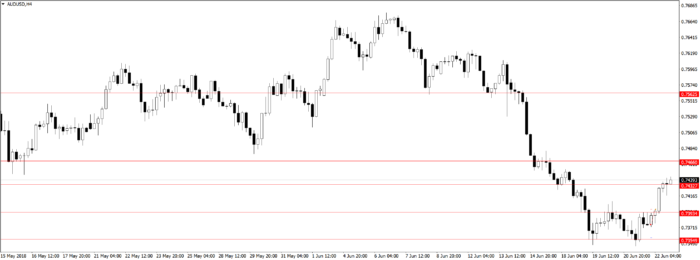 AUDUSD,H4
0.76865
0.76640
0.76415
0.76190
0.75965
0.75740
0.75615
0.75515
0.75290
0.75065
0.74840
0.74660
0.74393
0.74327
0.74165
0.73934
0.73715
0.73545
15 May 2018
16 May 12:00
17 May 20:00
21 May 04:00
22 May 12:00
23 May 20:00
25 May 04:00
28 May 12:00
29 May 20:00
31 May 04:00
1 Jun 12:00
4 Jun 20:00
6 Jun 04:00
7 Jun 12:00
8 Jun 20:00
12 Jun 04:00
13 Jun 12:00
14 Jun 20:00
18 Jun 04:00
19 Jun 12:00
20 Jun 20:00
22 Jun 04:00